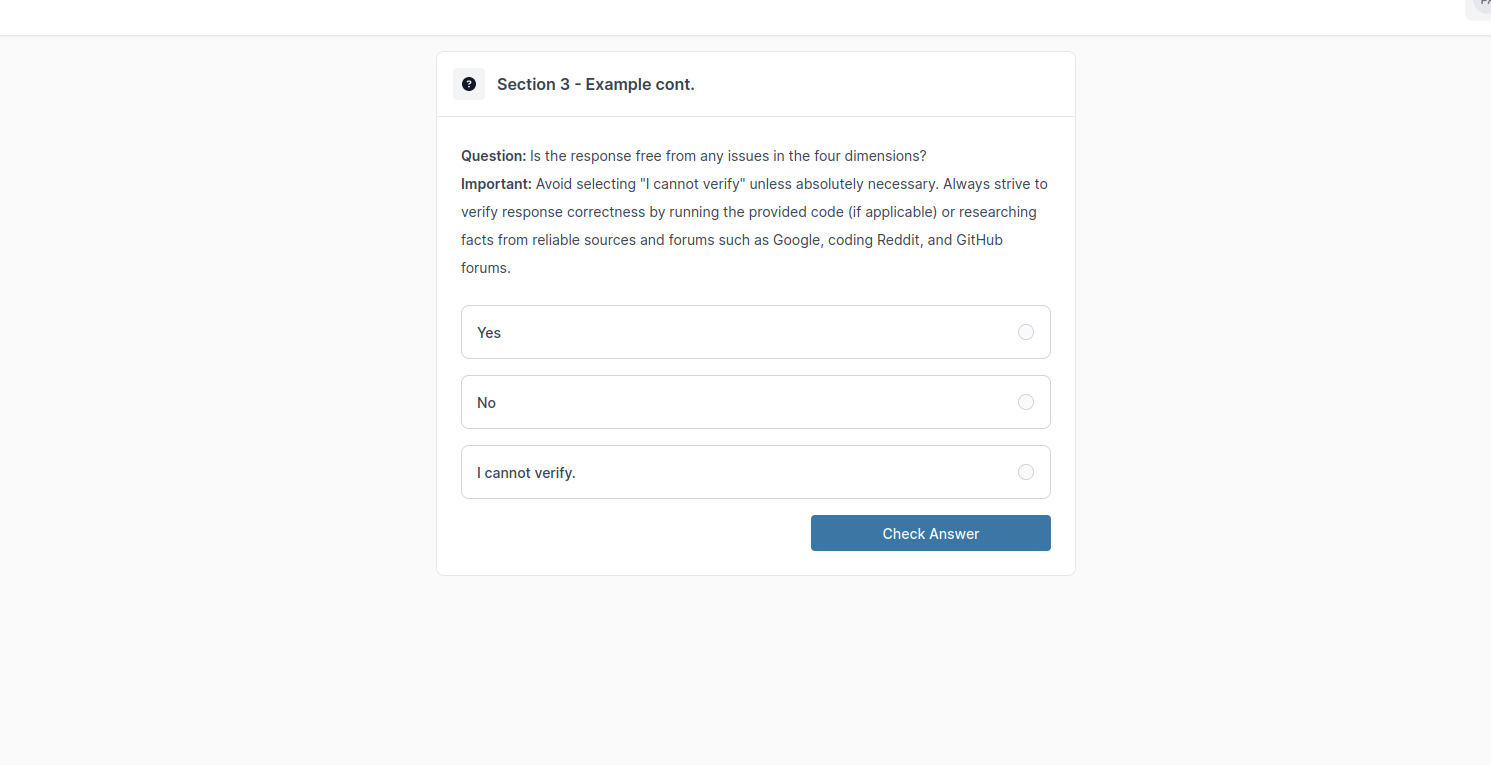 Section 3 - Example cont.
Question: Is the response free from any issues in the four dimensions?
Important: Avoid selecting "I cannot verify" unless absolutely necessary. Always strive to
verify response correctness by running the provided code (if applicable) or researching
facts from reliable sources and forums such as Google, coding Reddit, and GitHub
forums.
Yes
No
I cannot verify.
Check Answer